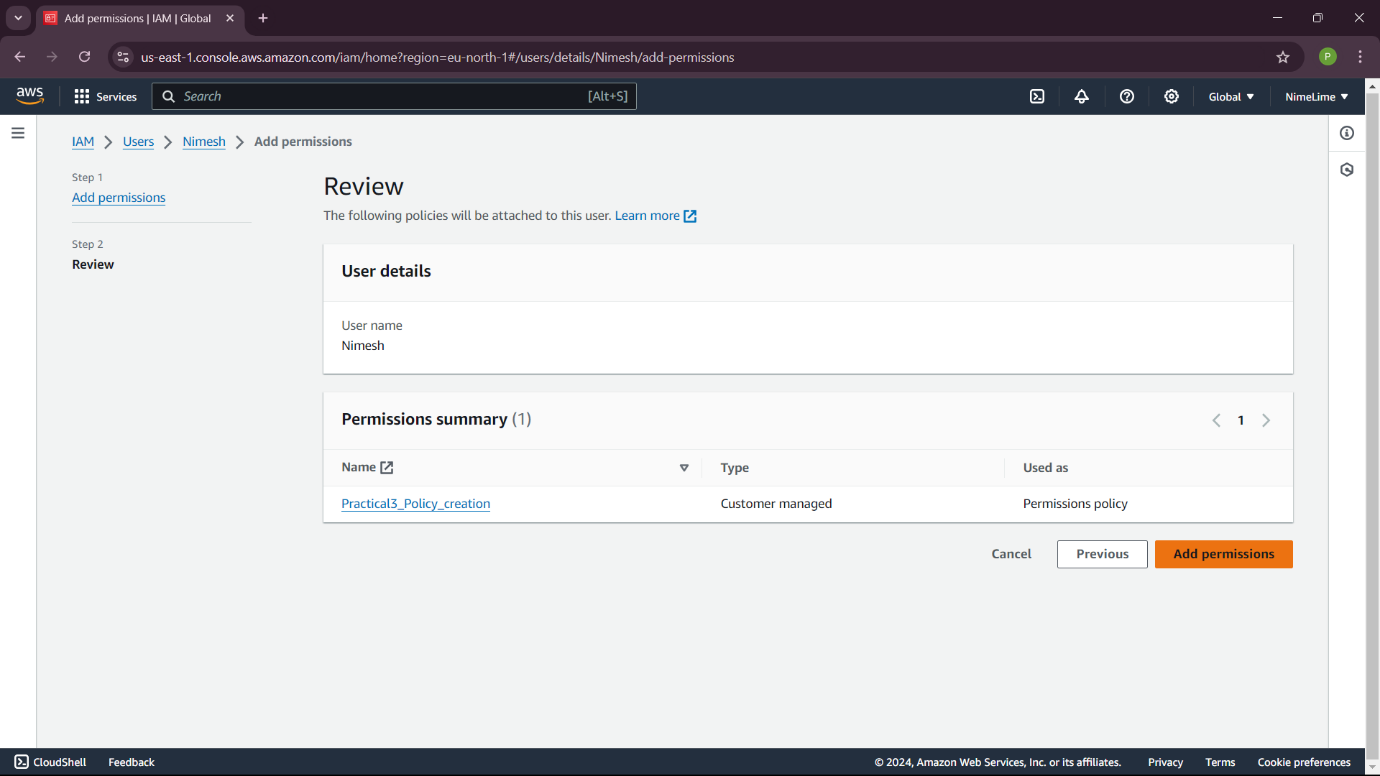 Add permissions | IAM | Global
us-east-1.console.aws.amazon.com/iam/home?region=eu-north-1#/users/details/Nimesh/add-permissions
P
aws
Services
Search
[Alt+S]
Global
NimeLime
IAM
Users
Nimesh
Add permissions
Step 1
Add permissions
Step 2
Review
Review
The following policies will be attached to this user. Learn more
User details
User name
Nimesh
Permissions summary (1)
1
Name
Type
Used as
Practical3_Policy_creation
Customer managed
Permissions policy
Cancel
Previous
Add permissions
CloudShell
Feedback
© 2024, Amazon Web Services, Inc. or its affiliates.
Privacy
Terms
Cookie preferences